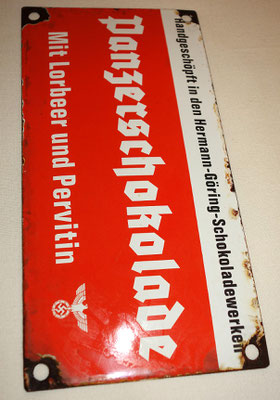 Handgeschöpft in den Hermann-Göring-Schokoladewerken
Panzerschokolade
Mit Lorbeer und Pervitin